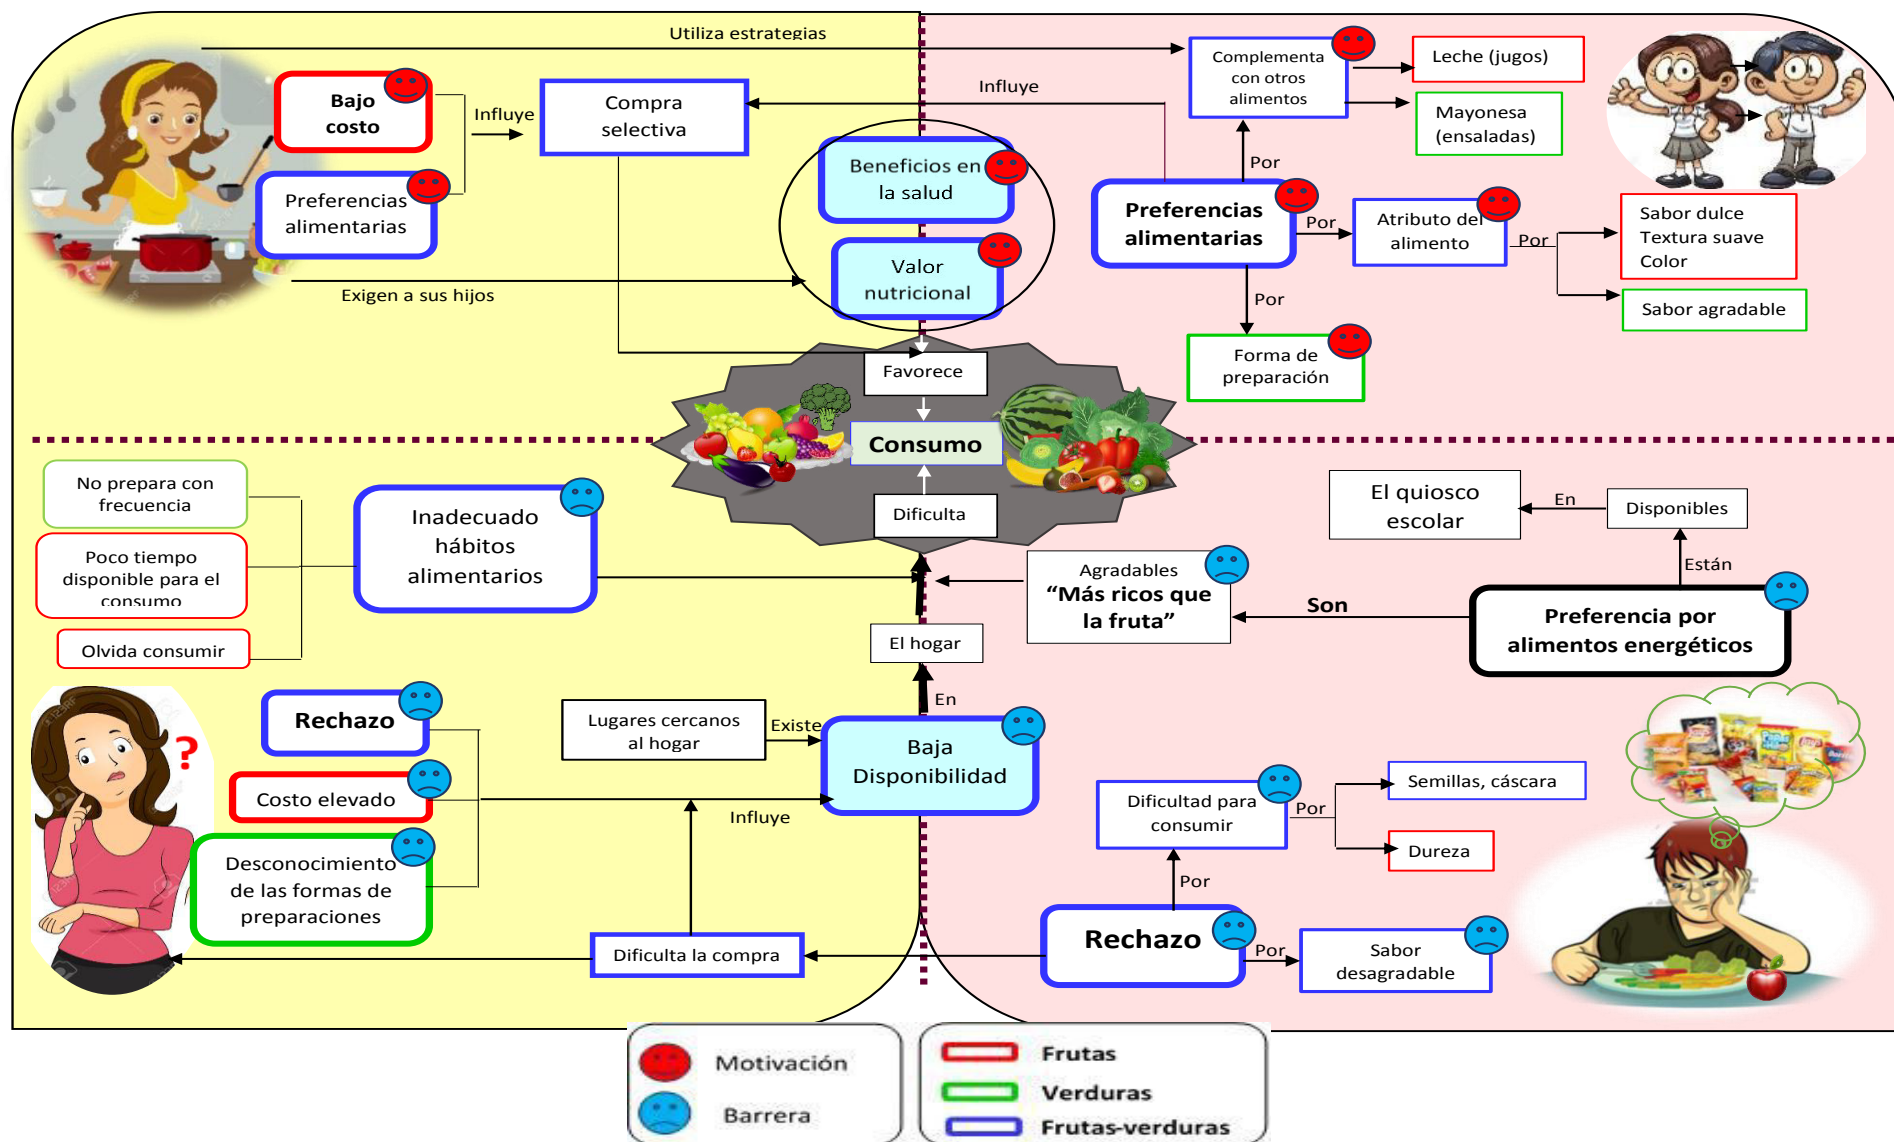 Utiliza estrategias
Bajo
costo
Influye
Compra
selectiva
Preferencias
alimentarias
Exigen a sus hijos
Beneficios en
la salud
Valor
nutricional
Influye
Complementa
con otros
alimentos
Leche (jugos)
Mayonesa
(ensaladas)
Por
Preferencias
alimentarias
Por
Atributo del
alimento
Por
Sabor dulce
Textura suave
Color
Sabor agradable
Por
Forma de
preparación
Favorece
Consumo
Dificulta
No prepara con
frecuencia
Poco tiempo
disponible para el
consumo
Olvida consumir
Inadecuado
hábitos
alimentarios
El quiosco
escolar
En
Disponibles
Están
Agradables
“Más ricos que
la fruta”
Son
Preferencia por
alimentos energéticos
El hogar
En
Rechazo
Costo elevado
Desconocimiento
de las formas de
preparaciones
?
Lugares cercanos
al hogar
Existe
Baja
Disponibilidad
Influye
Dificulta la compra
Dificultad para
consumir
Por
Semillas, cáscara
Dureza
Por
Rechazo
Por
Sabor
desagradable
Motivación
Barrera
Frutas
Verduras
Frutas-verduras